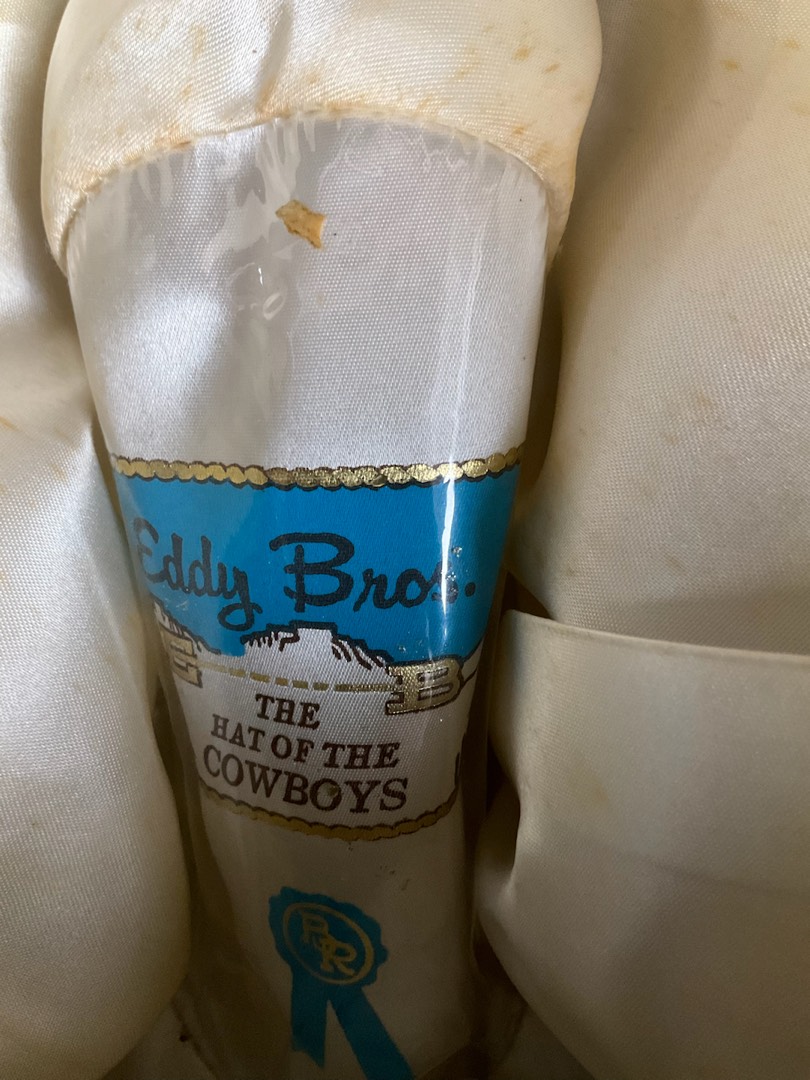 Eddy Bros.
E B
THE
HAT OF THE
COWBOYS